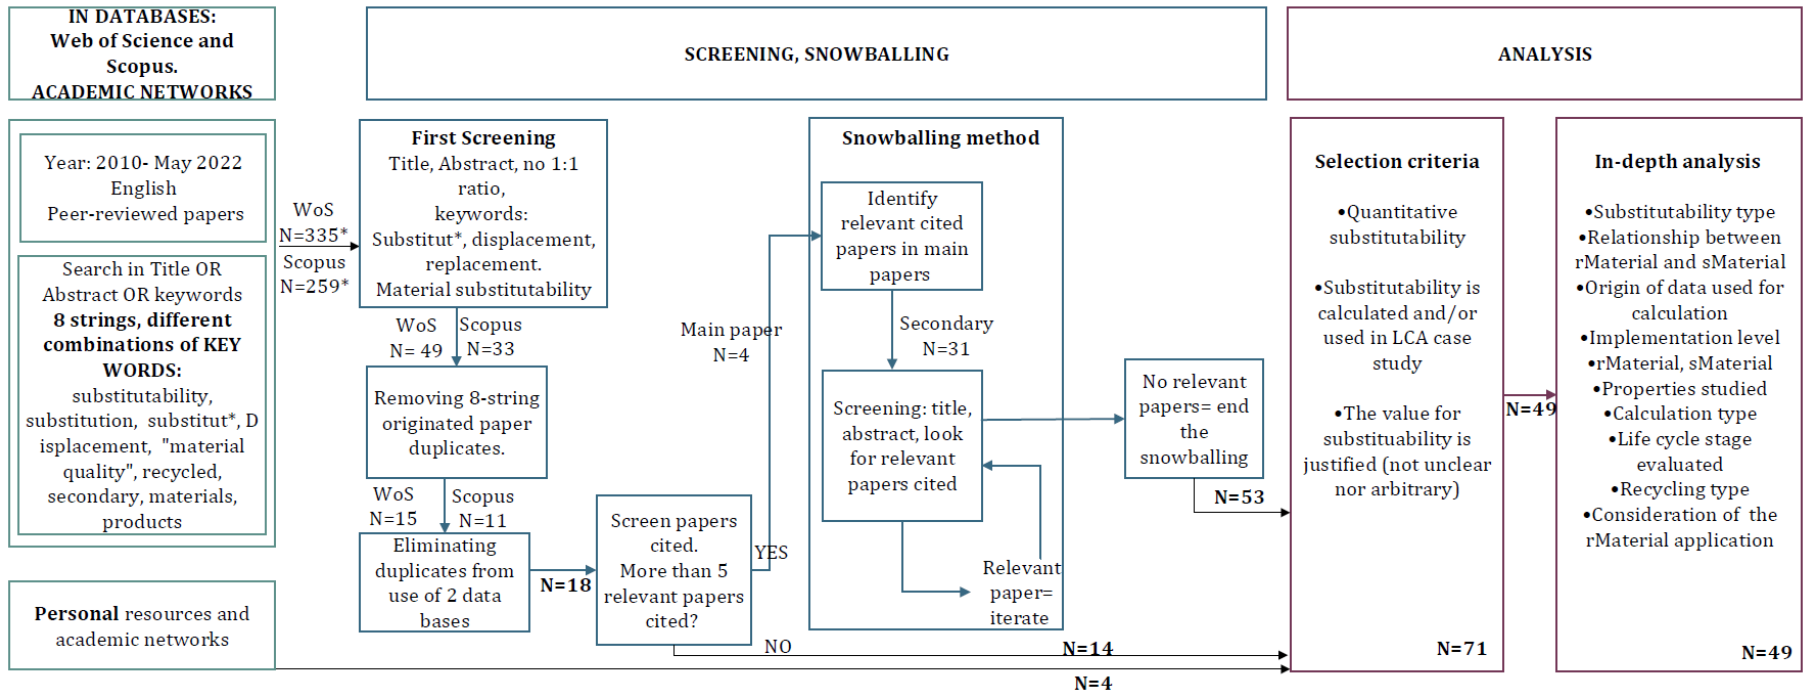 IN DATABASES:
Web of Science and
Scopus.
ACADEMIC NETWORKS
SCREENING, SNOWBALLING
ANALYSIS
Year: 2010- May 2022
English
Peer-reviewed papers
Search in Title OR
Abstract OR keywords
8 strings, different
combinations of KEY
WORDS:
substitutability,
substitution, substitut*, D
isplacement, "material
quality", recycled,
secondary, materials,
products
Personal resources and
academic networks
WoS
N=335*
Scopus
N=259*
First Screening
Title, Abstract, no 1:1
ratio,
keywords:
Substitut*, displacement,
replacement.
Material substitutability
WoS
N= 49
Scopus
N=33
Removing 8-string
originated paper
duplicates.
WoS
N=15
Scopus
N=11
Eliminating
duplicates from
use of 2 data
bases
N=18
Screen papers
cited.
More than 5
relevant papers
cited?
YES
NO
Main paper
N=4
Snowballing method
Identify
relevant cited
papers in main
papers
Secondary
N=31
Screening: title,
abstract, look
for relevant
papers cited
Relevant
paper=
iterate
No relevant
papers= end
the
snowballing
N=53
N=14
N=4
Selection criteria
•Quantitative
substitutability
•Substitutability is
calculated and/or
used in LCA case
study
•The value for
substituability is
justified (not unclear
nor arbitrary)
N=71
N=49
In-depth analysis
•Substitutability type
•Relationship between
rMaterial and sMaterial
•Origin of data used for
calculation
•Implementation level
•rMaterial, sMaterial
•Properties studied
•Calculation type
•Life cycle stage
evaluated
•Recycling type
•Consideration of the
rMaterial application
N=49